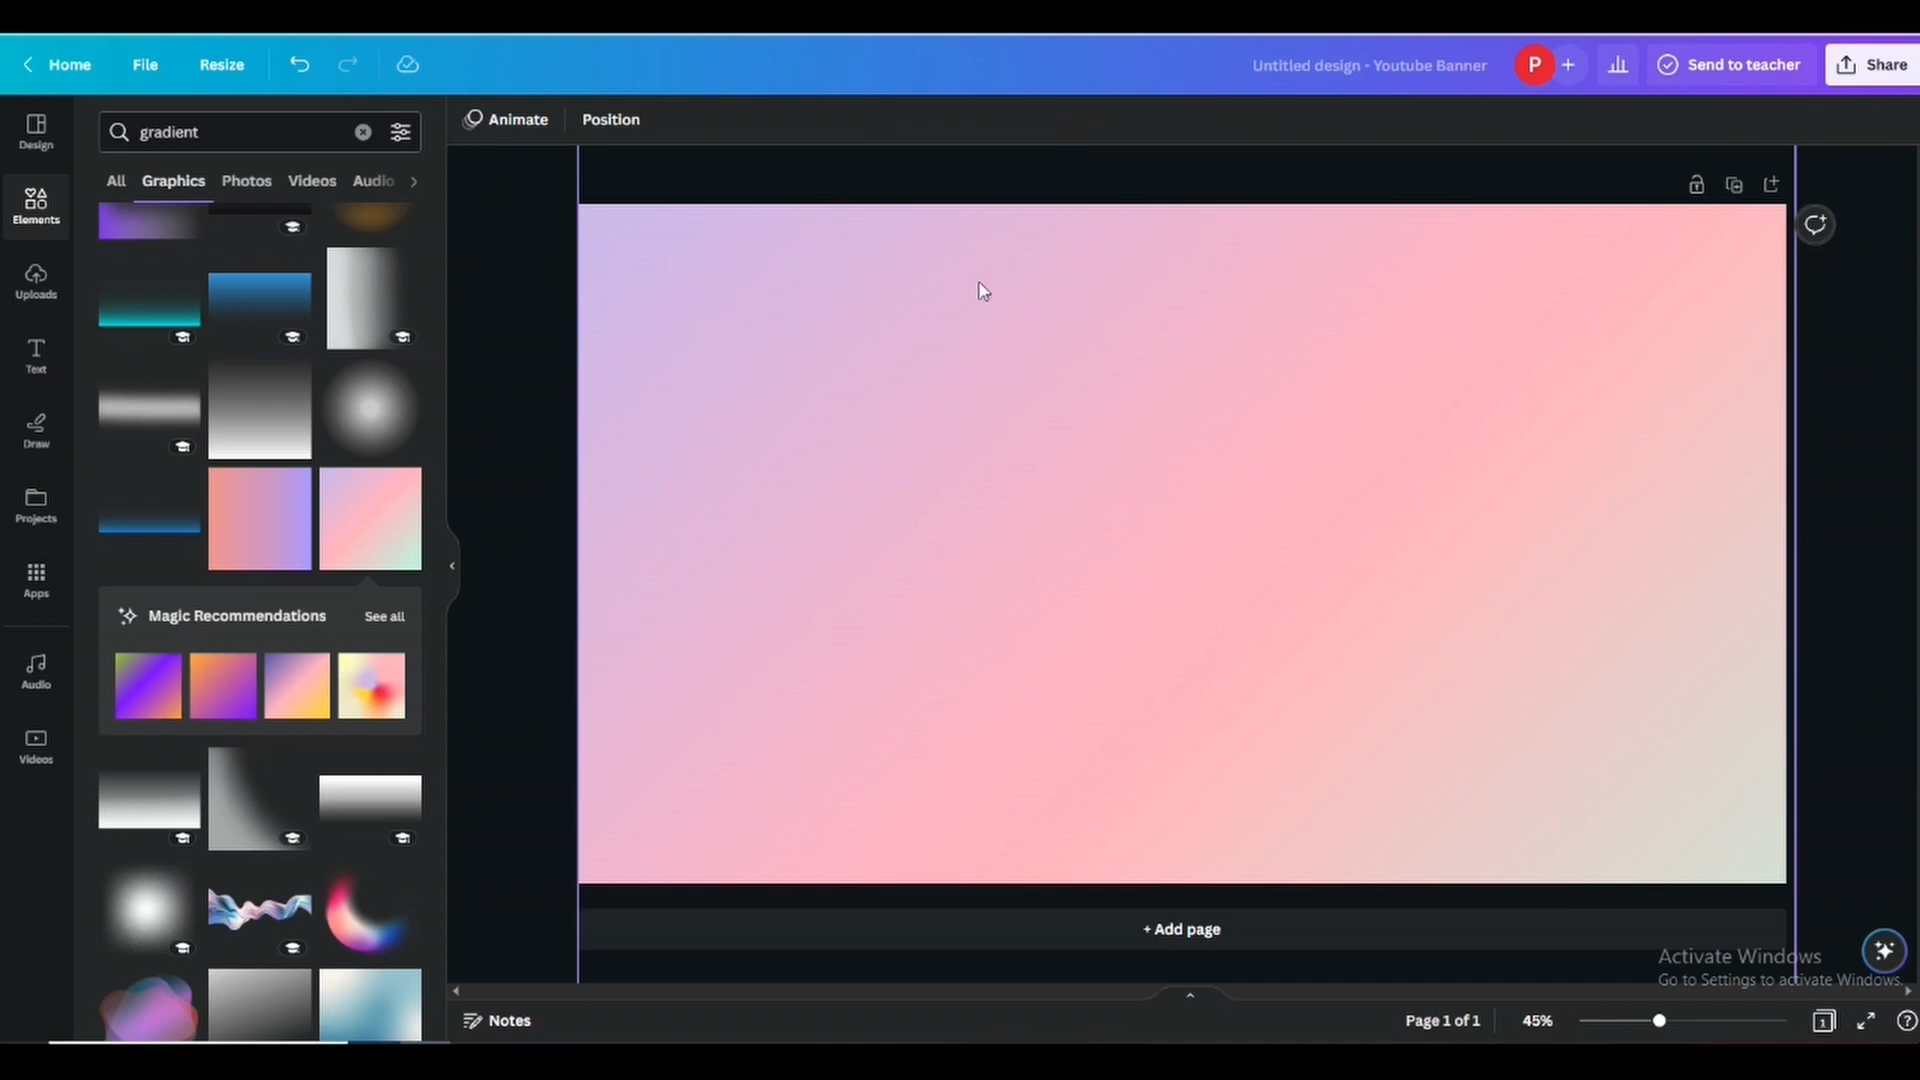 Home
File
Resize
Untitled design - Youtube Banner
P
+
Send to teacher
Share
Design
Elements
Uploads
Text
Draw
Projects
Apps
Audio
Videos
gradient
All
Graphics
Photos
Videos
Audio
Magic Recommendations
See all
Animate
Position
+ Add page
Activate Windows
Go to Settings to activate Windows.
Notes
Page 1 of 1
45%
1
?